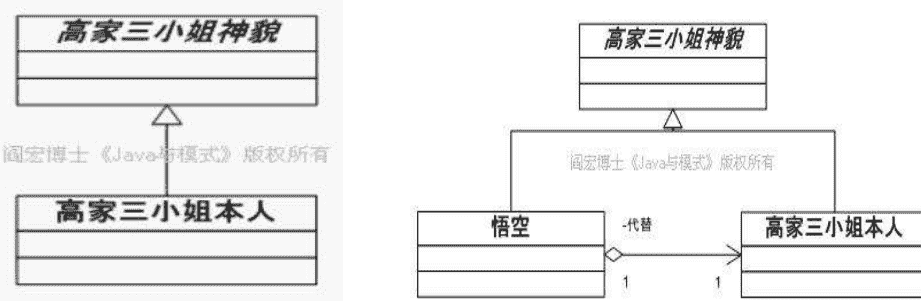 高家三小姐神貌
阎宏博士《Java与模式》版权所有
高家三小姐本人
高家三小姐神貌
阎宏博士《Java与模式》版权所有
悟空
-代替
高家三小姐本人
1
1